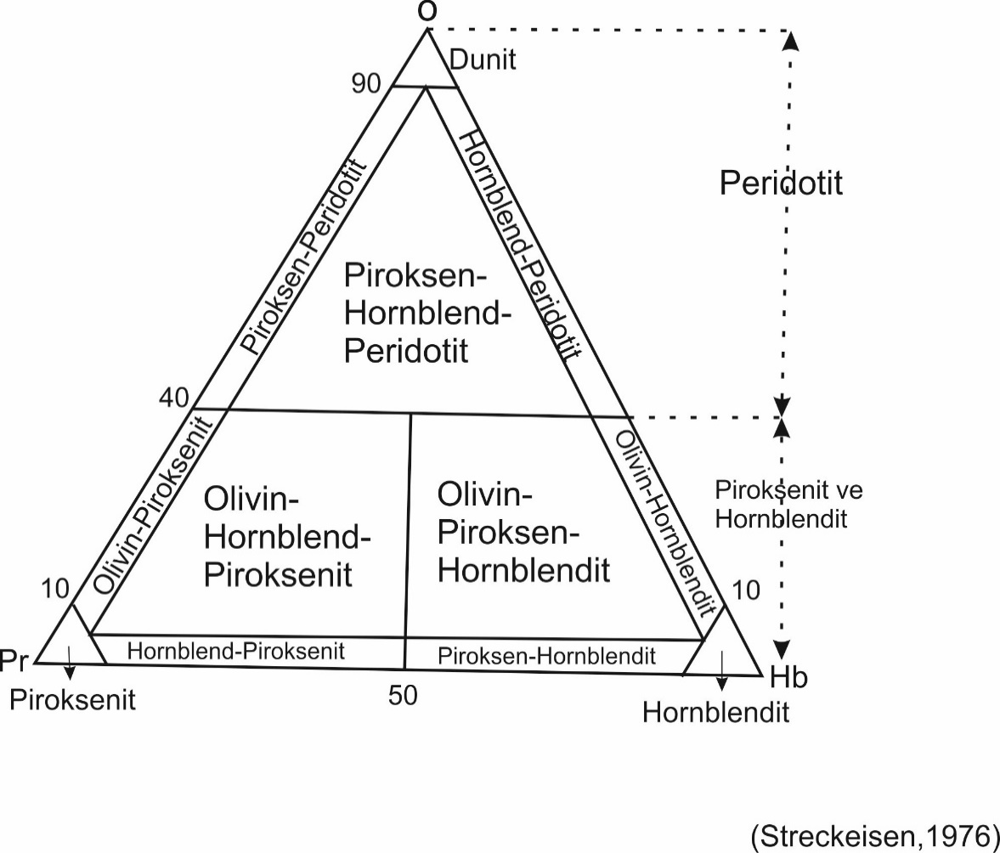 O
Dunit
90
Piroksen-Peridotit
Hornblend-Peridotit
Peridotit
Piroksen-
Hornblend-
Peridotit
40
Olivin-Piroksenit
Olivin-
Hornblend-
Piroksenit
Olivin-
Piroksen-
Hornblendit
Olivin-Hornblendit
Piroksenit ve
Hornblendit
10
10
Pr
Hornblend-Piroksenit
Piroksen-Hornblendit
Hb
Piroksenit
50
Hornblendit
(Streckeisen,1976)